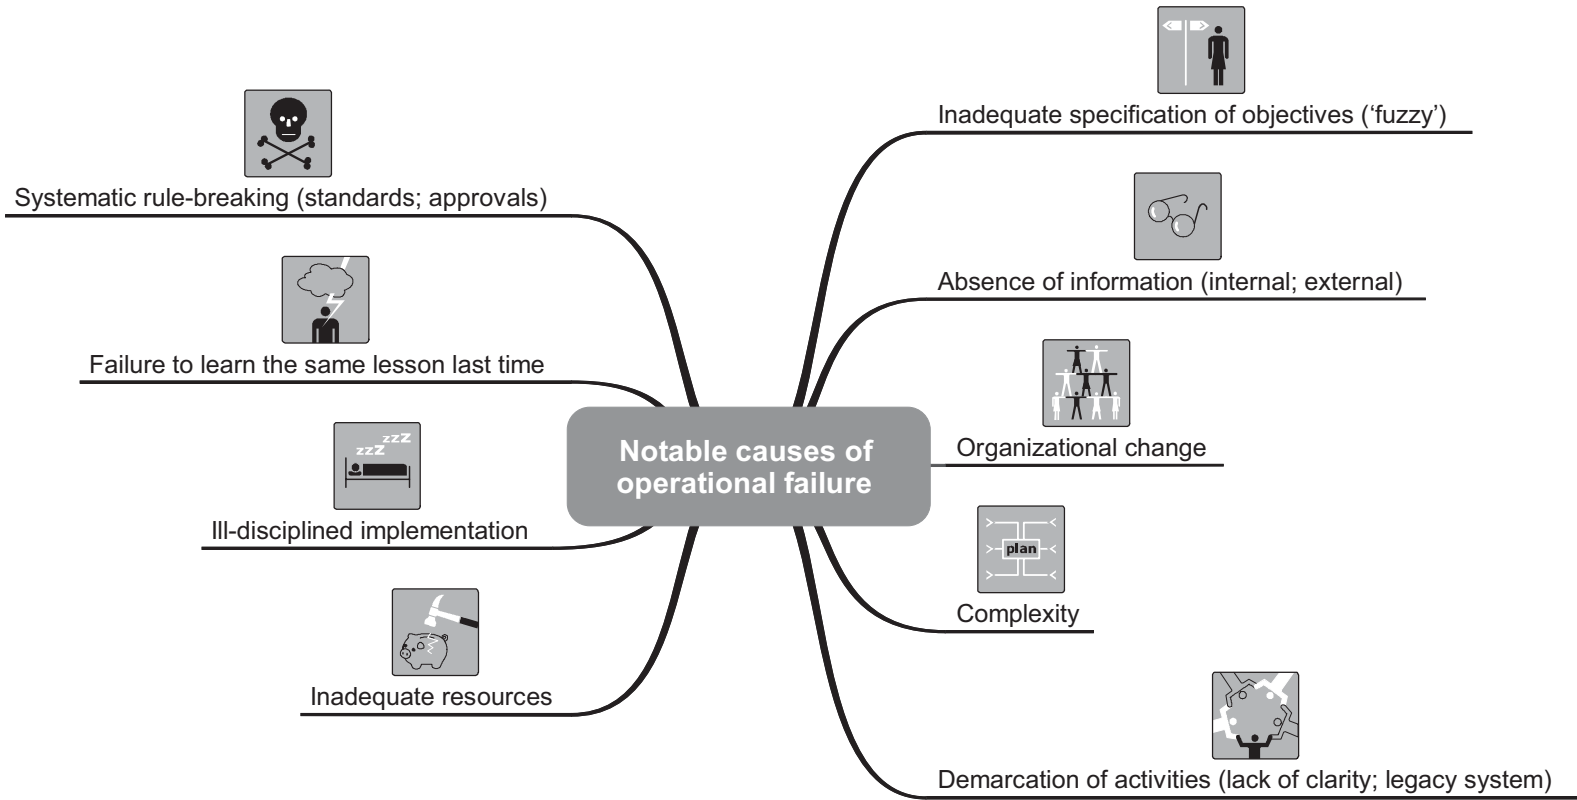 Notable causes of
operational failure
Inadequate specification of objectives (‘fuzzy’)
Absence of information (internal; external)
Organizational change
plan
Complexity
Demarcation of activities (lack of clarity; legacy system)
Systematic rule-breaking (standards; approvals)
Failure to learn the same lesson last time
zzZ
zzZ
Ill-disciplined implementation
Inadequate resources